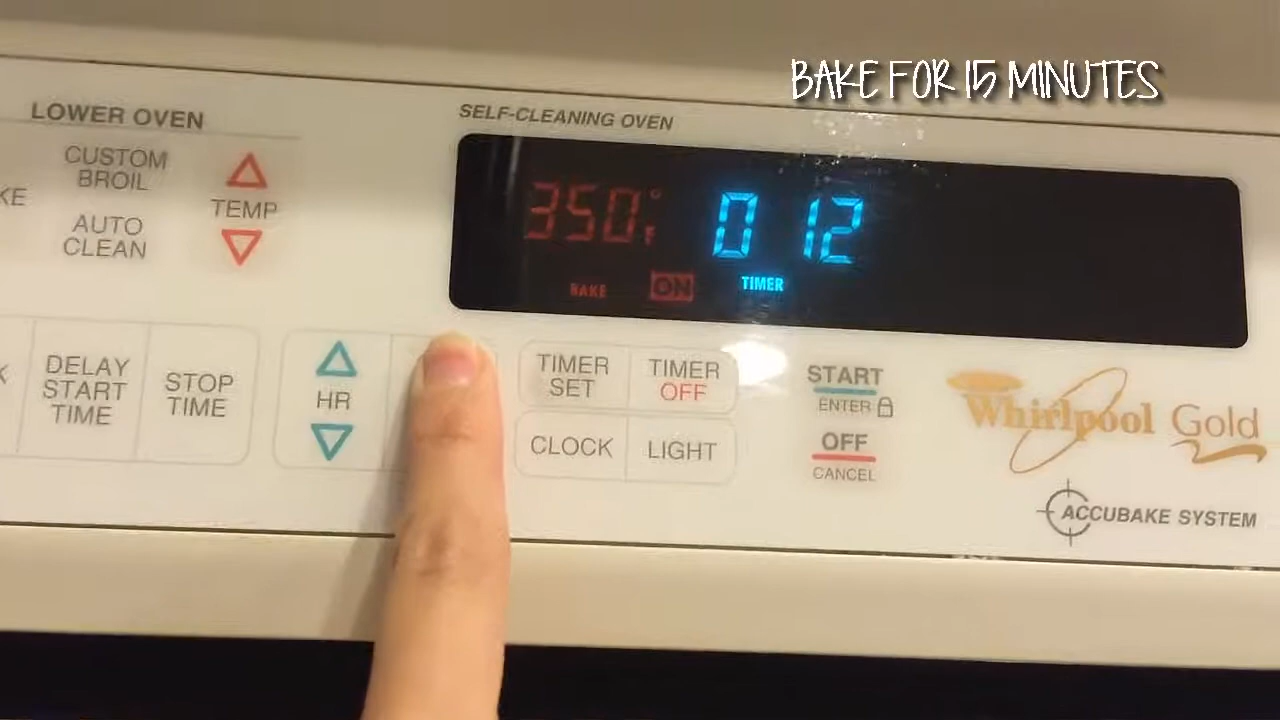 BAKE FOR 15 MINUTES
LOWER OVEN
SELF-CLEANING OVEN
CUSTOM
BROIL
AUTO
CLEAN
TEMP
350°F
0 12
BAKE
ON
TIMER
DELAY
START
TIME
STOP
TIME
HR
TIMER
SET
TIMER
OFF
CLOCK
LIGHT
START
ENTER
OFF
CANCEL
Whirlpool Gold
ACCUBAKE SYSTEM